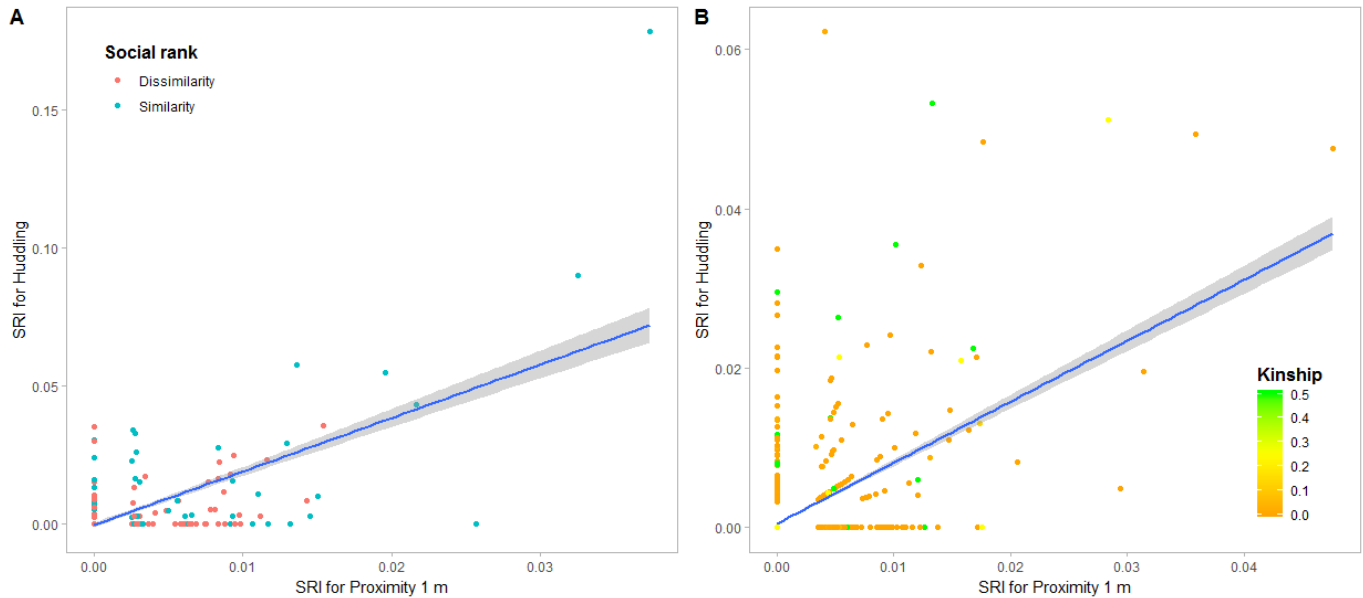 A
Social rank
Dissimilarity
Similarity
SRI for Huddling
0.15
0.10
0.05
0.00
0.00 0.01 0.02 0.03
SRI for Proximity 1 m
B
SRI for Huddling
0.06
0.04
0.02
0.00
Kinship
0.5
0.4
0.3
0.2
0.1
0.0
0.00 0.01 0.02 0.03 0.04
SRI for Proximity 1 m